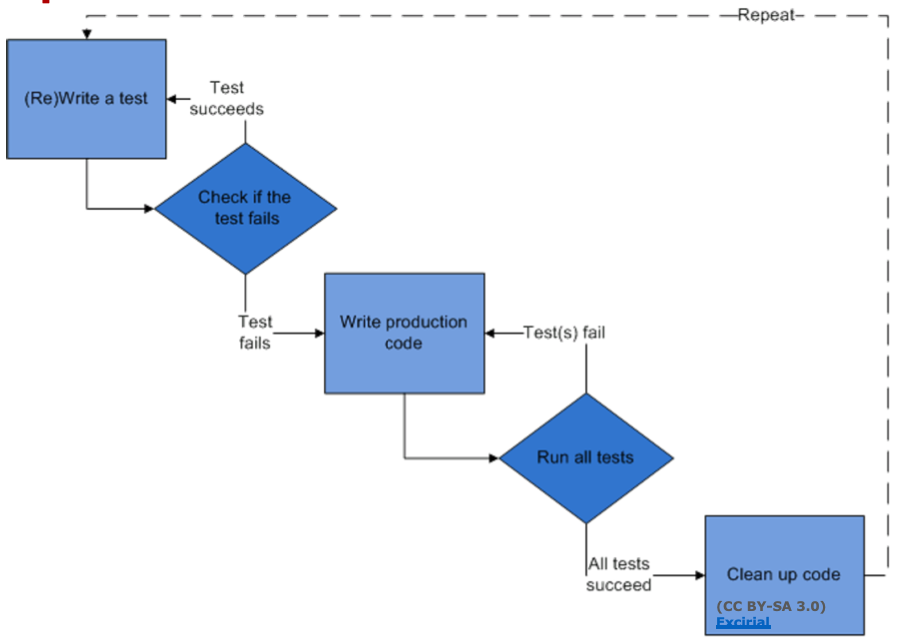 Repeat
(Re)Write a test
Test
succeeds
Check if the
test fails
Test
fails
Write production
code
Test(s) fail
Run all tests
All tests
succeed
Clean up code
(CC BY-SA 3.0)
Excirial